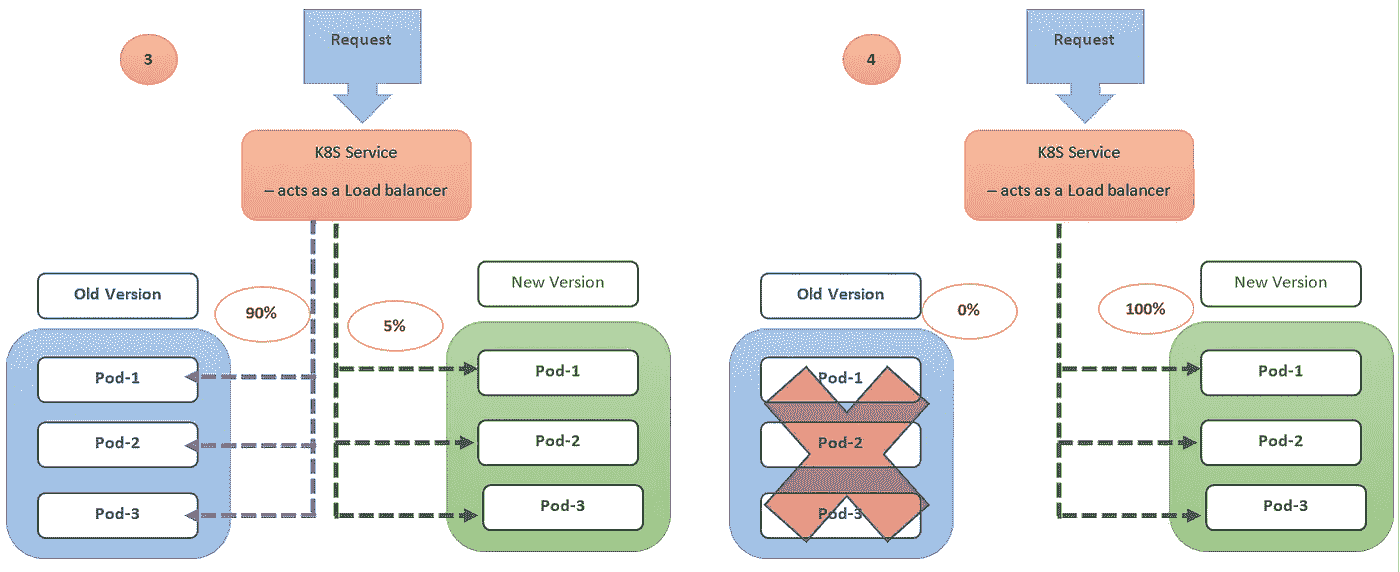 3
Request
K8S Service
– acts as a Load balancer
Old Version
90%
5%
New Version
Pod-1
Pod-2
Pod-3
Pod-1
Pod-2
Pod-3
4
Request
K8S Service
– acts as a Load balancer
Old Version
0%
100%
New Version
Pod-1
Pod-2
Pod-3
Pod-1
Pod-2
Pod-3